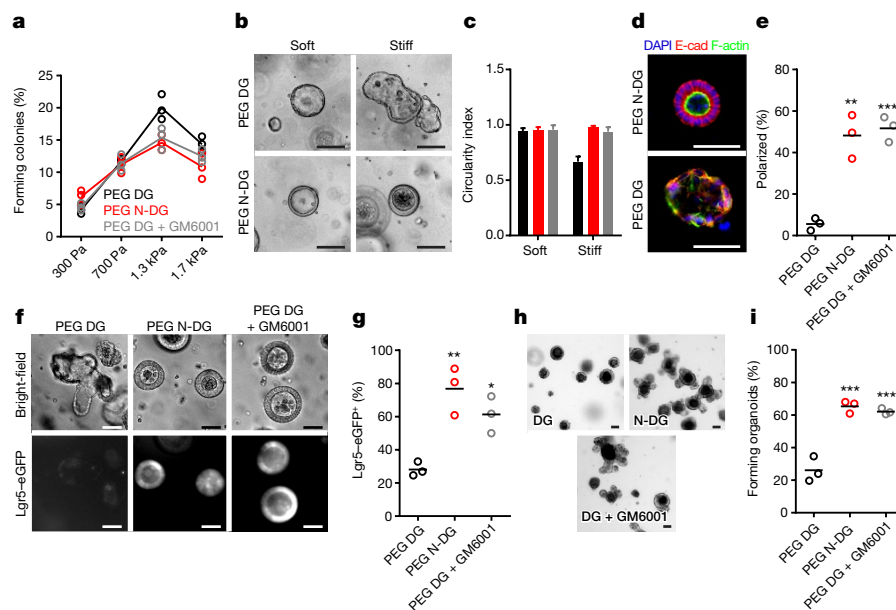 a
Forming colonies (%)
25
20
15
10
5
0
PEG DG
PEG N-DG
PEG DG + GM6001
300 Pa
700 Pa
1.3 kPa
1.7 kPa
b
Soft
Stiff
PEG DG
PEG N-DG
c
Circularity index
1.5
1.0
0.5
0.0
Soft
Stiff
d
DAPI E-cad F-actin
PEG N-DG
PEG DG
e
Polarized (%)
80
60
40
20
0
**
***
PEG DG
PEG N-DG
PEG DG + GM6001
f
PEG DG
PEG N-DG
PEG DG
+ GM6001
Bright-field
Lgr5–eGFP
g
Lgr5–eGFP+ (%)
100
80
60
40
20
0
**
*
PEG DG
PEG N-DG
PEG DG + GM6001
h
DG
N-DG
DG + GM6001
i
Forming organoids (%)
100
80
60
40
20
0
***
***
PEG DG
PEG N-DG
PEG DG + GM6001